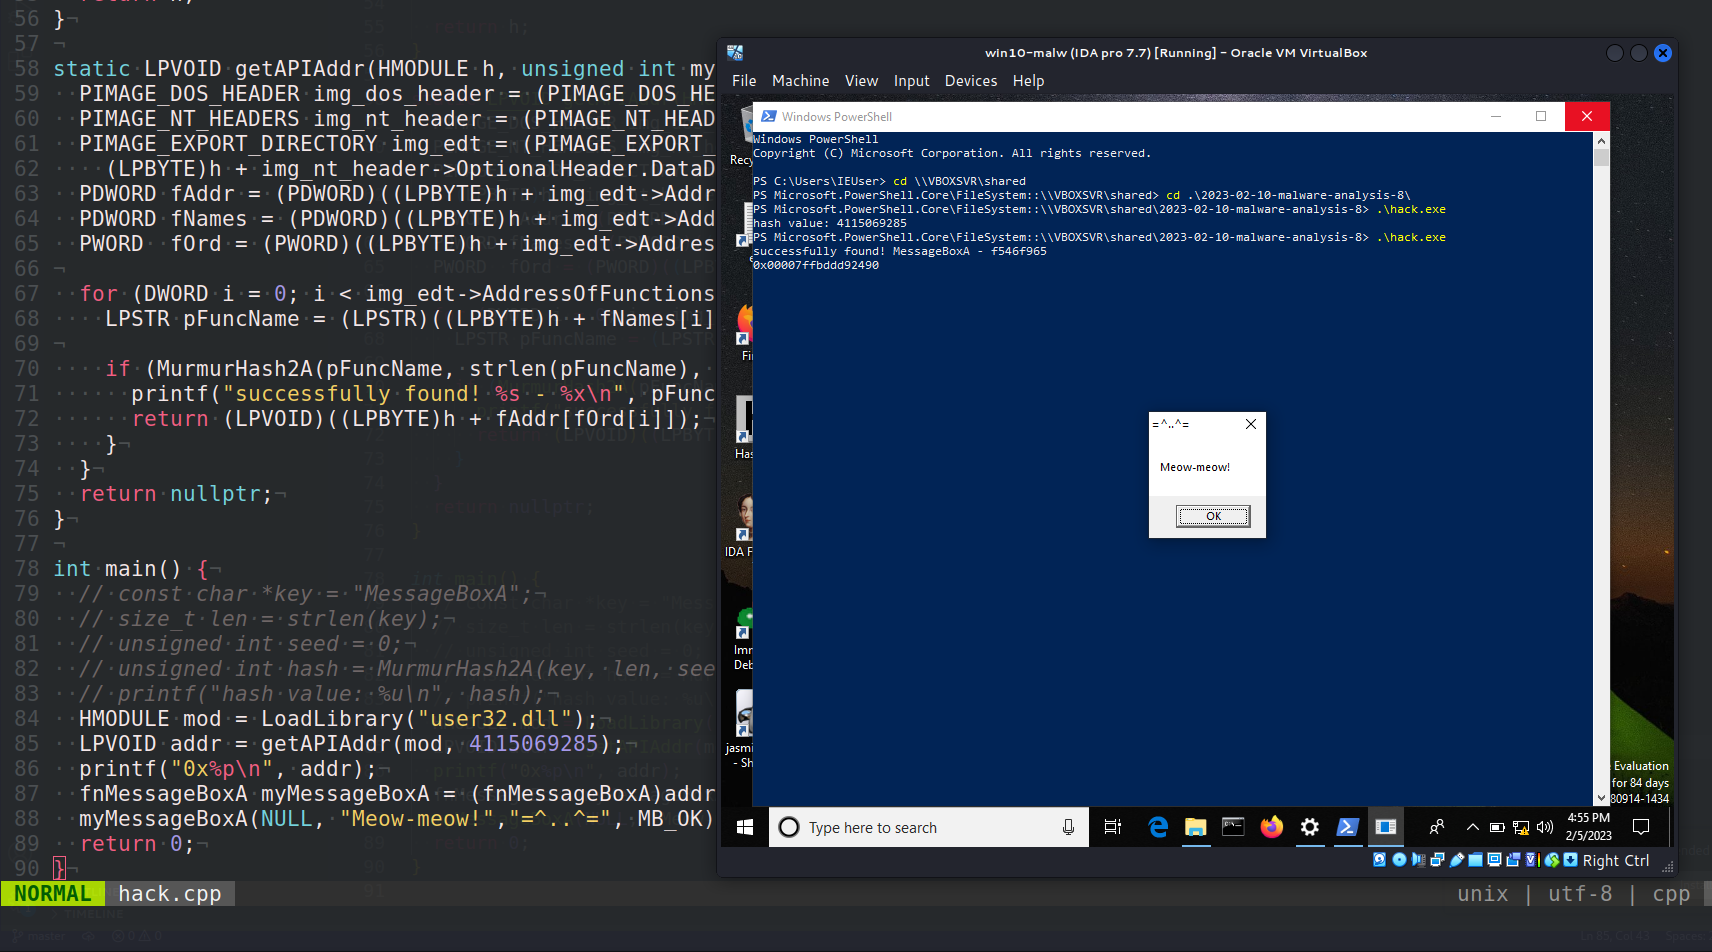 56 }¬
57 ¬
58 static LPVOID getAPIAddr(HMODULE h, unsigned int my
59 PIMAGE_DOS_HEADER img_dos_header = (PIMAGE_DOS_HE
60 PIMAGE_NT_HEADERS img_nt_header = (PIMAGE_NT_HEAD
61 PIMAGE_EXPORT_DIRECTORY img_edt = (PIMAGE_EXPORT_
62 (LPBYTE)h + img_nt_header->OptionalHeader.DataD
63 PDWORD fAddr = (PDWORD)((LPBYTE)h + img_edt->Addr
64 PDWORD fNames = (PDWORD)((LPBYTE)h + img_edt->Add
65 PWORD fOrd = (PWORD)((LPBYTE)h + img_edt->Addres
66 ¬
67 for (DWORD i = 0; i < img_edt->AddressOfFunctions
68 LPSTR pFuncName = (LPSTR)((LPBYTE)h + fNames[i]
69 ¬
70 if (MurmurHash2A(pFuncName, strlen(pFuncName),
71 printf("successfully found! %s - %x\n", pFunc
72 return (LPVOID)((LPBYTE)h + fAddr[fOrd[i]]);¬
73 }¬
74 }¬
75 return nullptr;¬
76 }¬
77 ¬
78 int main() {¬
79 // const char *key = "MessageBoxA";¬
80 // size_t len = strlen(key);¬
81 // unsigned int seed = 0;¬
82 // unsigned int hash = MurmurHash2A(key, len, see
83 // printf("hash value: %u\n", hash);¬
84 HMODULE mod = LoadLibrary("user32.dll");¬
85 LPVOID addr = getAPIAddr(mod, 4115069285);¬
86 printf("0x%p\n", addr);¬
87 fnMessageBoxA myMessageBoxA = (fnMessageBoxA)addr
88 myMessageBoxA(NULL, "Meow-meow!","=^..^=", MB_OK)
89 return 0;¬
90 }¬
NORMAL hack.cpp
unix | utf-8 | cpp
win10-malw (IDA pro 7.7) [Running] - Oracle VM VirtualBox
File Machine View Input Devices Help
Windows PowerShell
Windows PowerShell
Copyright (C) Microsoft Corporation. All rights reserved.
PS C:\Users\IEUser> cd \\VBOXSVR\shared
PS Microsoft.PowerShell.Core\FileSystem::\\VBOXSVR\shared> cd .\2023-02-10-malware-analysis-8\
PS Microsoft.PowerShell.Core\FileSystem::\\VBOXSVR\shared\2023-02-10-malware-analysis-8> .\hack.exe
hash value: 4115069285
PS Microsoft.PowerShell.Core\FileSystem::\\VBOXSVR\shared\2023-02-10-malware-analysis-8> .\hack.exe
successfully found! MessageBoxA - f546f965
0x00007ffbddd92490
=^..^=
Meow-meow!
OK
Recy
Fi
Has
IDA F
Imm
Deb
jasmi
- Sh
Evaluation
for 84 days
80914-1434
Type here to search
4:55 PM
2/5/2023
Right Ctrl